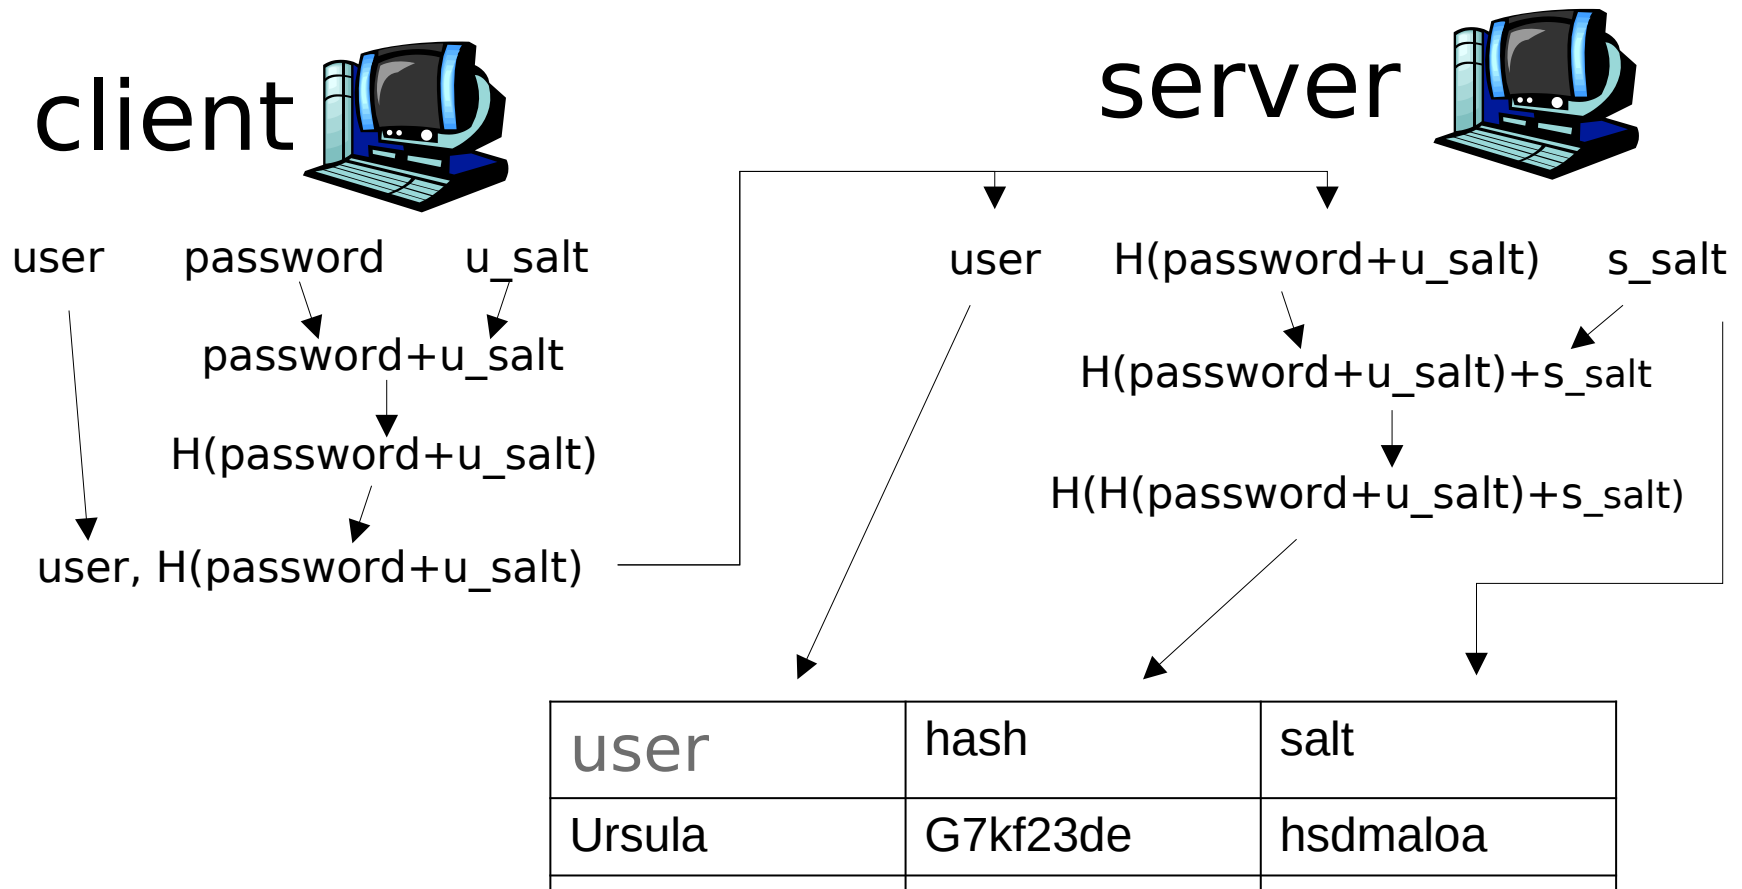 client
server
user password u_salt
password+u_salt
H(password+u_salt)
user, H(password+u_salt)
user H(password+u_salt) s_salt
H(password+u_salt)+s_salt
H(H(password+u_salt)+s_salt)
user hash salt
Ursula G7kf23de hsdmaloa